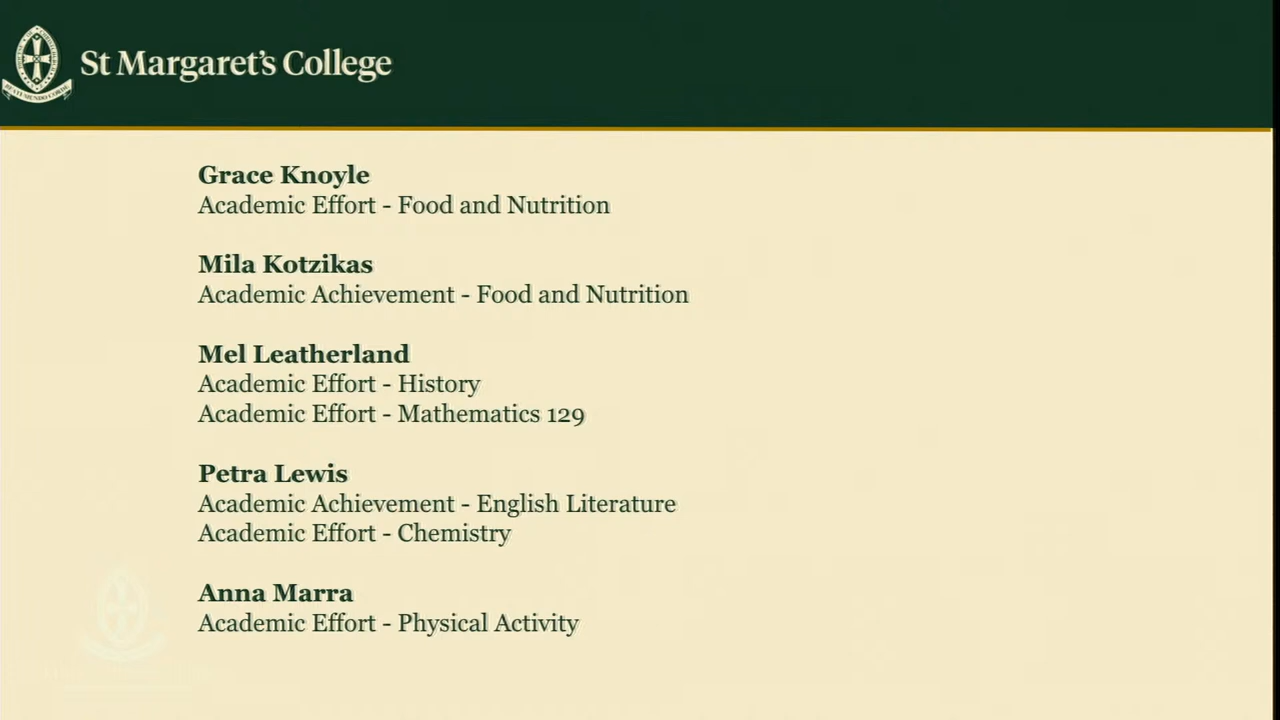 St Margaret's College
Grace Knoyle
Academic Effort - Food and Nutrition
Mila Kotzikas
Academic Achievement - Food and Nutrition
Mel Leatherland
Academic Effort - History
Academic Effort - Mathematics 129
Petra Lewis
Academic Achievement - English Literature
Academic Effort - Chemistry
Anna Marra
Academic Effort - Physical Activity